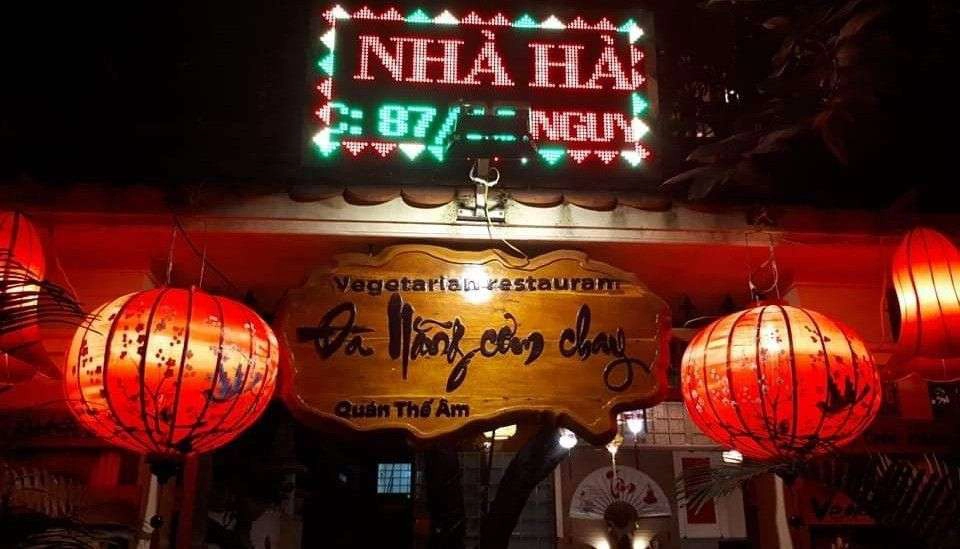 NHÀ HÀ
C: 87/ NGUY
Vegetarian restauram
Đà Nẵng cơm chay
Quán Thế Âm